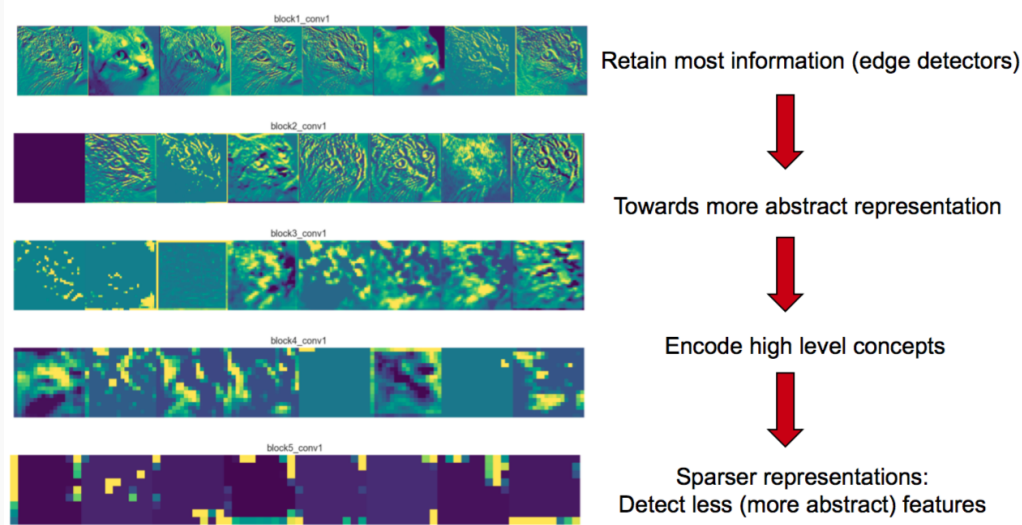 block1_conv1
Retain most information (edge detectors)
block2_conv1
Towards more abstract representation
block3_conv1
block4_conv1
Encode high level concepts
block5_conv1
Sparser representations:
Detect less (more abstract) features